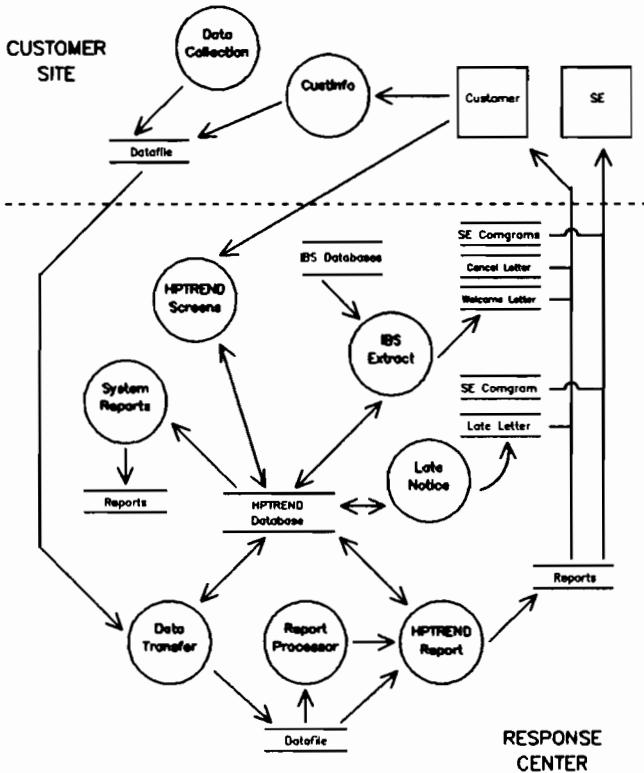 CUSTOMER
SITE
Data
Collection
CustInfo
Customer
SE
Datafile
SE Comgrams
IBS Databases
Cancel Letter
HPTREND
Screens
Welcome Letter
IBS
Extract
System
Reports
SE Comgram
Late Letter
Late
Notice
Reports
HPTREND
Database
Reports
Data
Transfer
Report
Processor
HPTREND
Report
Datafile
RESPONSE
CENTER